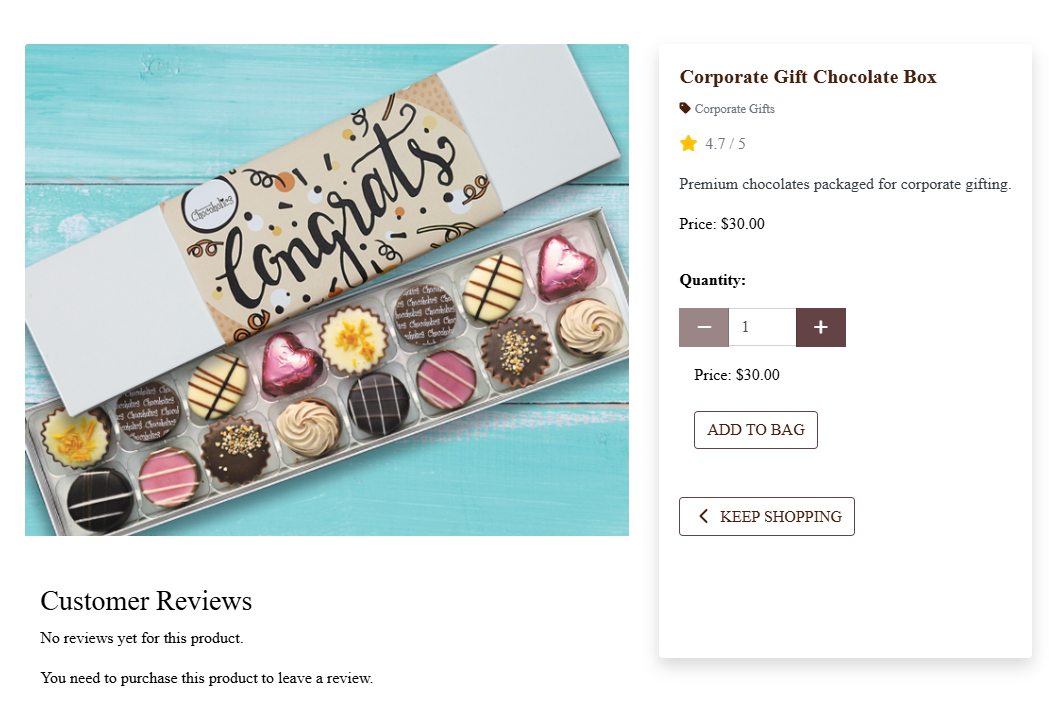 Chocoholics
Congrats
Corporate Gift Chocolate Box
Corporate Gifts
4.7 / 5
Premium chocolates packaged for corporate gifting.
Price: $30.00
Quantity:
1
Price: $30.00
ADD TO BAG
KEEP SHOPPING
Customer Reviews
No reviews yet for this product.
You need to purchase this product to leave a review.